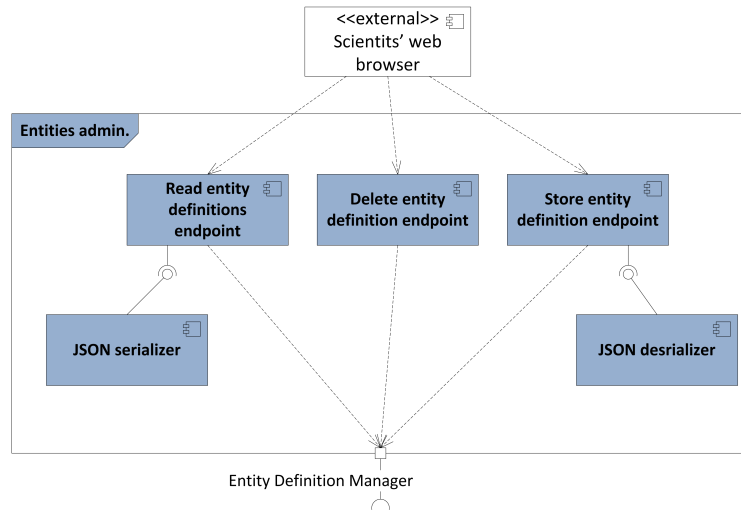 <<external>>
Scientits’ web
browser
Entities admin.
Read entity
definitions
endpoint
Delete entity
definition endpoint
Store entity
definition endpoint
JSON serializer
JSON desrializer
Entity Definition Manager